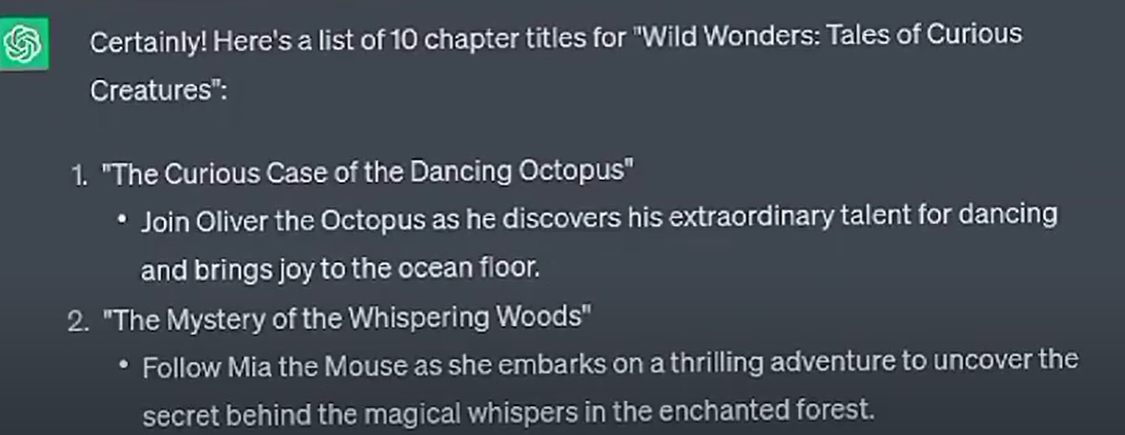 Certainly! Here's a list of 10 chapter titles for "Wild Wonders: Tales of Curious
Creatures":
1. "The Curious Case of the Dancing Octopus"
• Join Oliver the Octopus as he discovers his extraordinary talent for dancing
and brings joy to the ocean floor.
2. "The Mystery of the Whispering Woods"
• Follow Mia the Mouse as she embarks on a thrilling adventure to uncover the
secret behind the magical whispers in the enchanted forest.